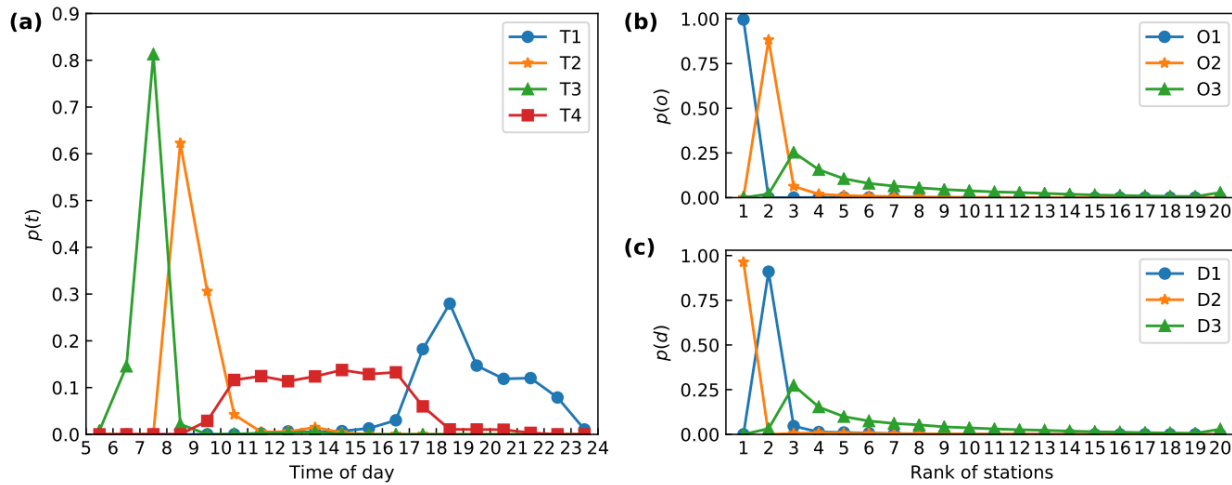 (a)
0.9
0.8
0.7
0.6
0.5
0.4
0.3
0.2
0.1
0.0
p(t)
T1
T2
T3
T4
5 6 7 8 9 10 11 12 13 14 15 16 17 18 19 20 21 22 23 24
Time of day
(b)
1.00
0.75
0.50
0.25
0.00
p(o)
O1
O2
O3
1 2 3 4 5 6 7 8 9 10 11 12 13 14 15 16 17 18 19 20
(c)
1.00
0.75
0.50
0.25
0.00
p(d)
D1
D2
D3
1 2 3 4 5 6 7 8 9 10 11 12 13 14 15 16 17 18 19 20
Rank of stations